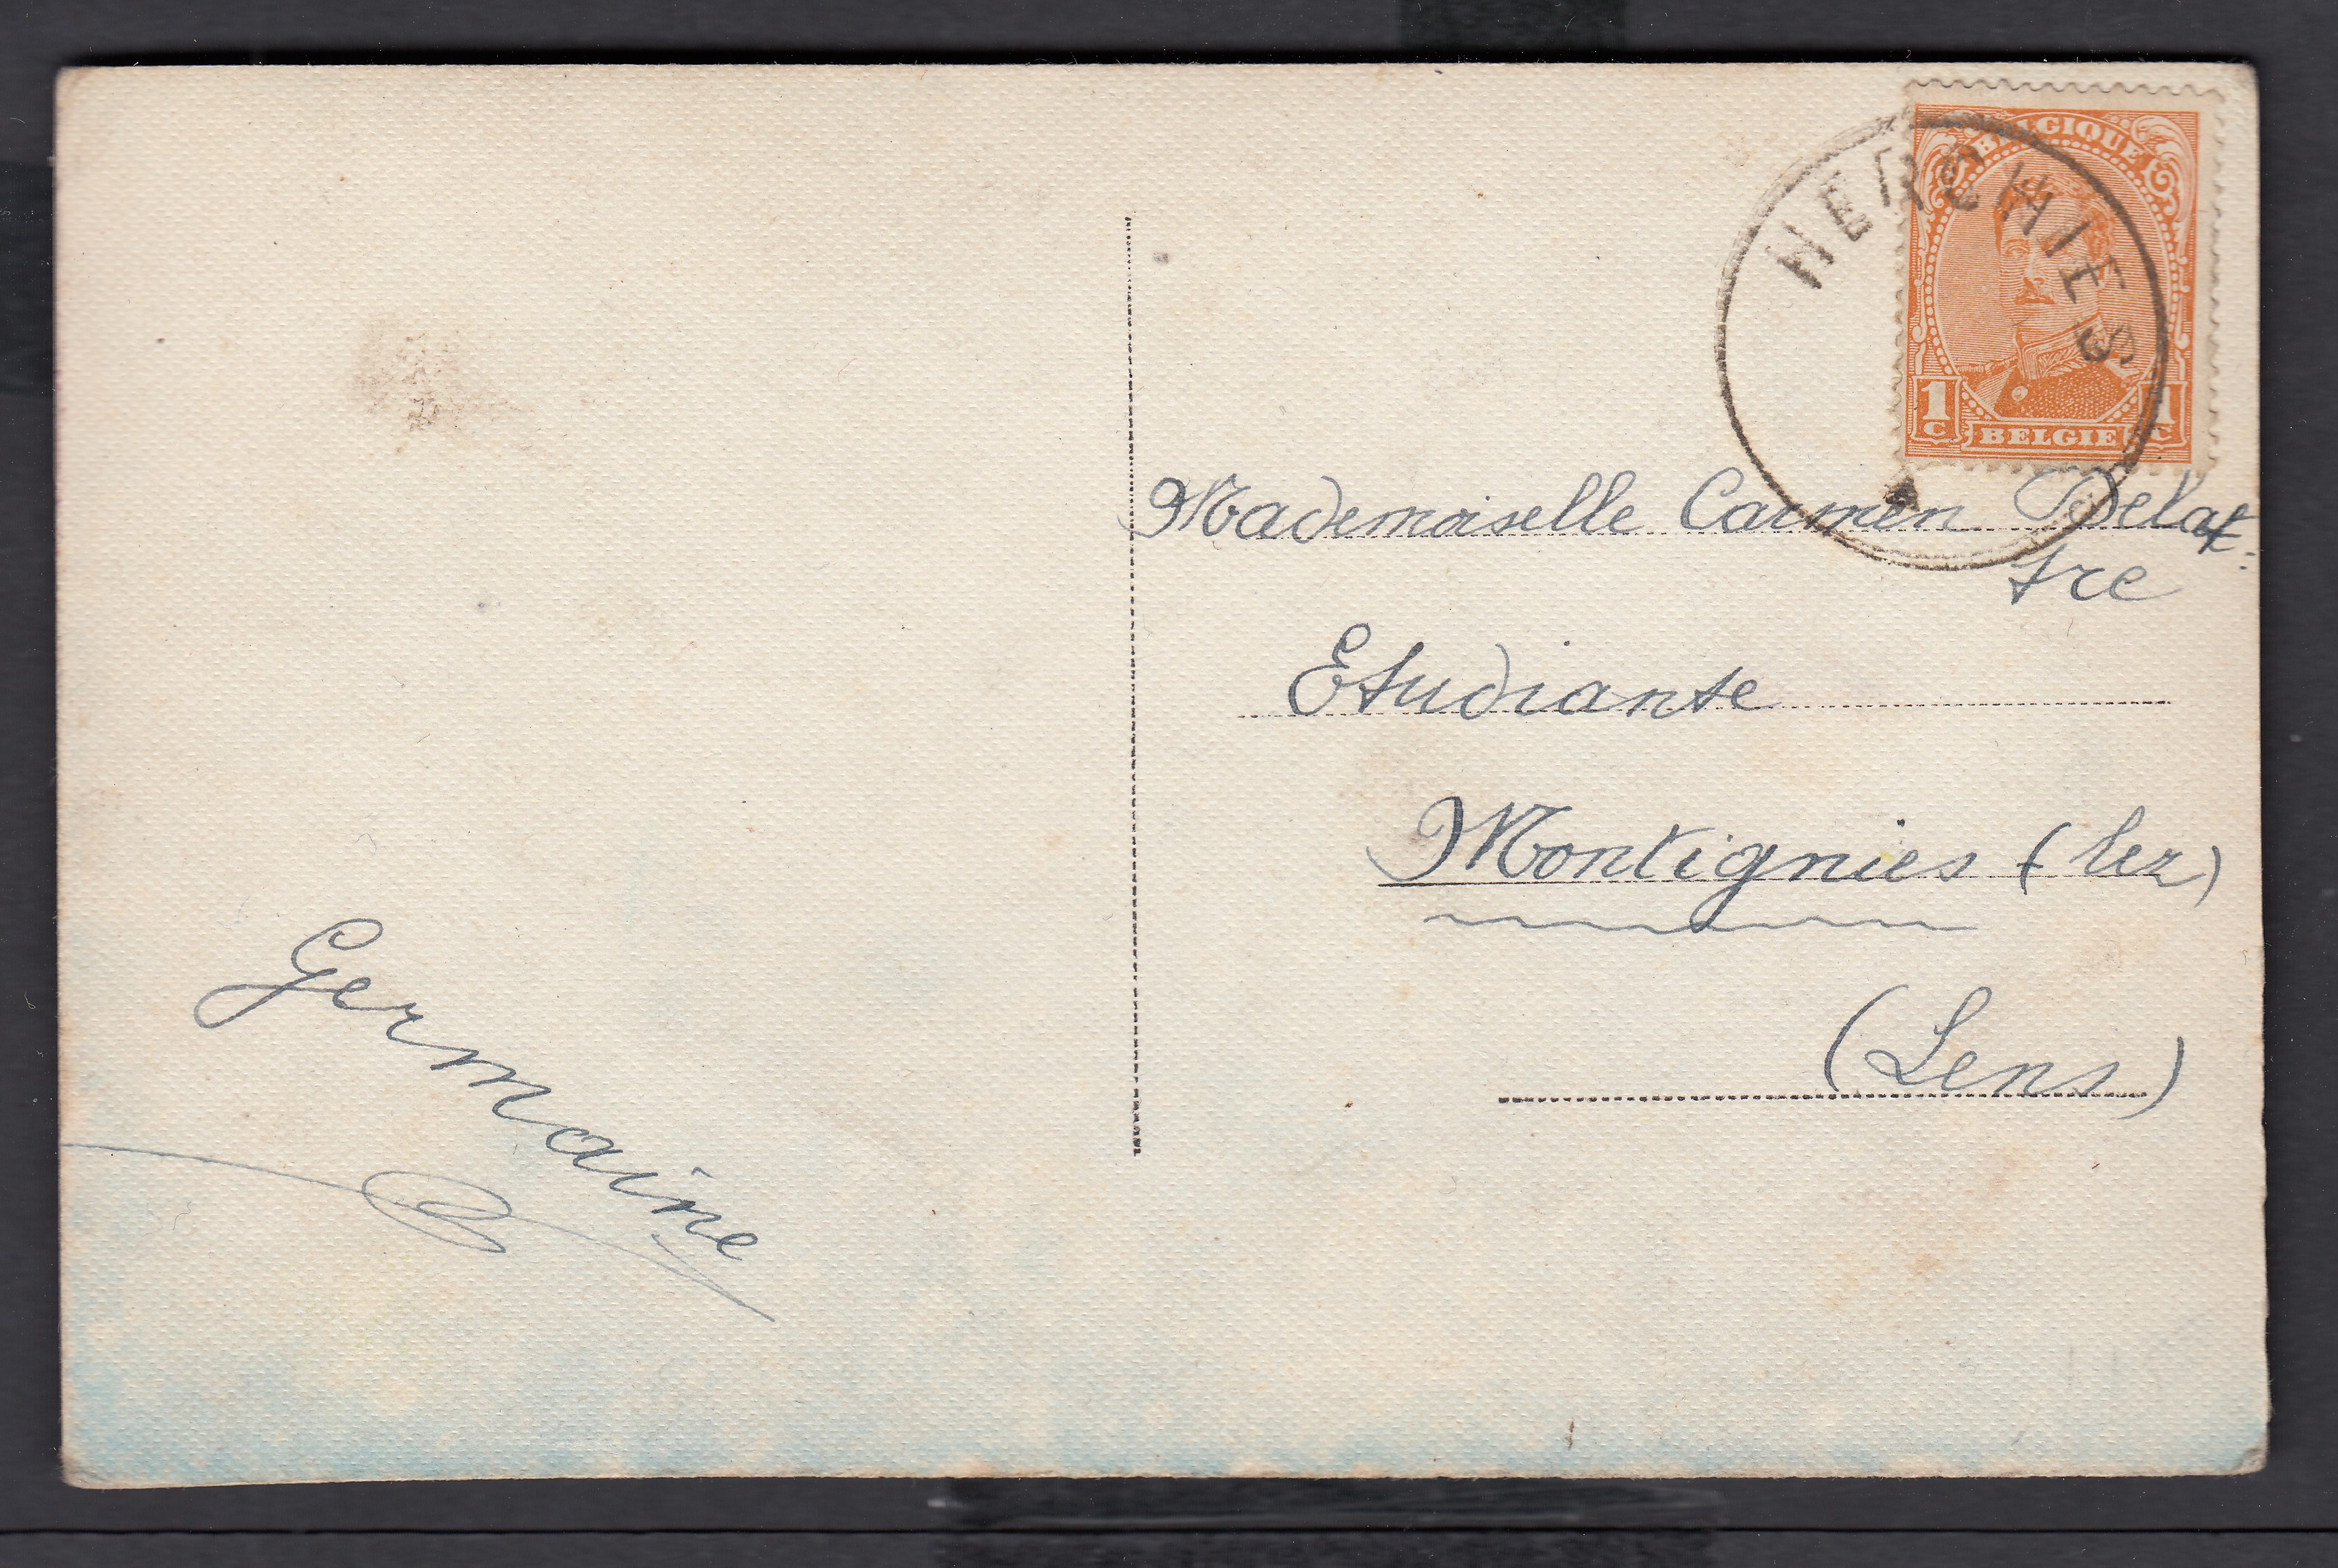 BELGIQUE
HERCHIES
1 C BELGIE 1 C
Mademoiselle Carmen Delat-
tre
Etudiante
Montignies (lez)
(Lens)
Germaine